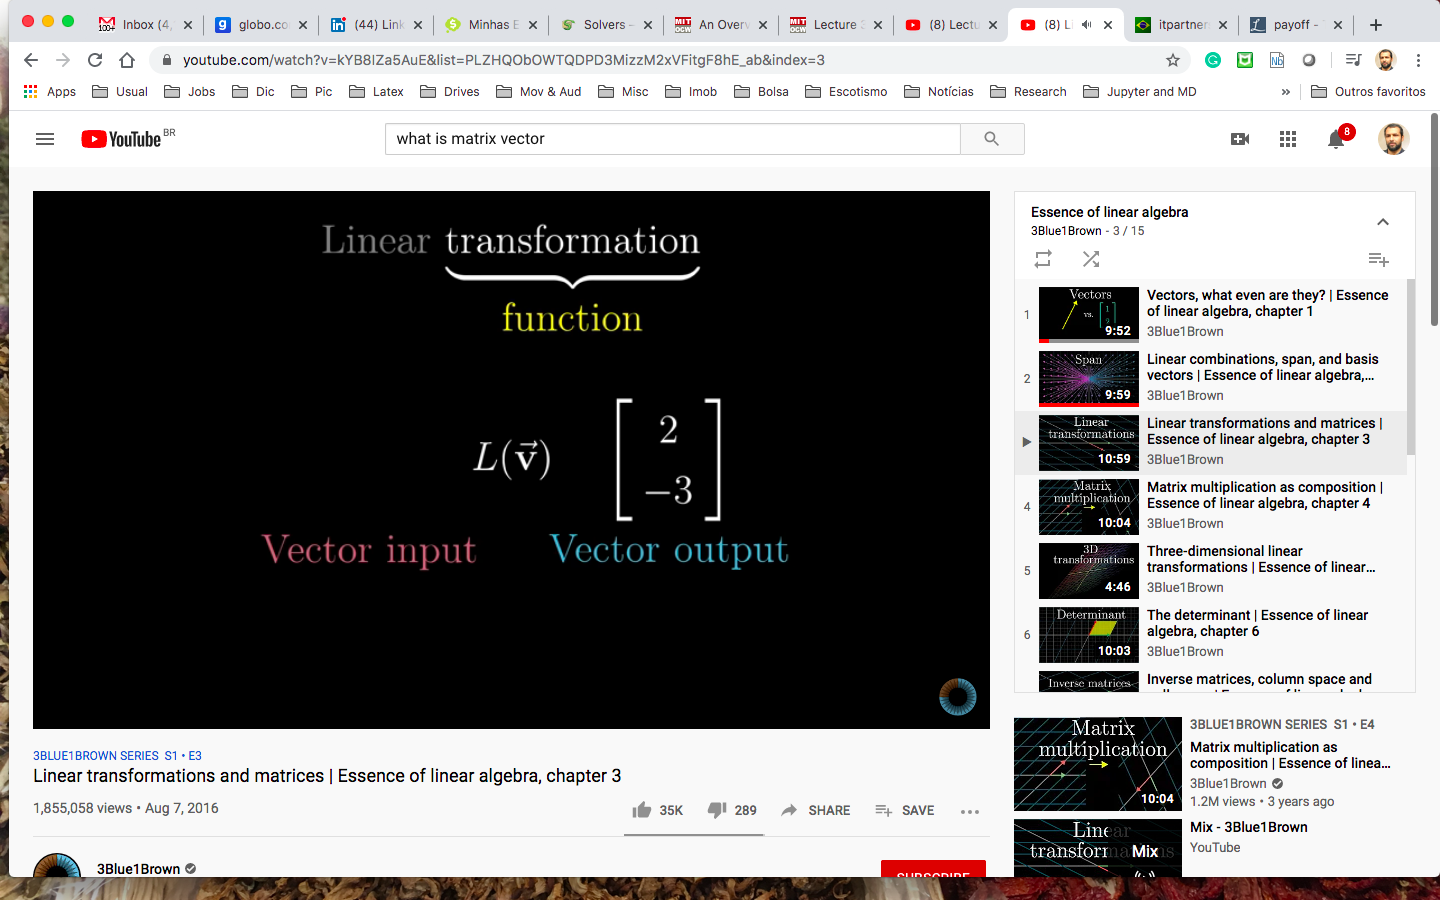 Inbox (4,
globo.co
(44) Link
Minhas E
Solvers –
An Overv
Lecture
(8) Lectu
(8) Li
itpartner
payoff -
youtube.com/watch?v=kYB8IZa5AuE&list=PLZHQObOWTQDPD3MizzM2xVFitgF8hE_ab&index=3
Apps
Usual
Jobs
Dic
Pic
Latex
Drives
Mov & Aud
Misc
Imob
Bolsa
Escotismo
Notícias
Research
Jupyter and MD
»
Outros favoritos
YouTube BR
what is matrix vector
8
Linear transformation
function
L(v⃗)
2
−3
Vector input
Vector output
3BLUE1BROWN SERIES S1 • E3
Linear transformations and matrices | Essence of linear algebra, chapter 3
1,855,058 views • Aug 7, 2016
35K
289
SHARE
SAVE
3Blue1Brown
SUBSCRIBE
Essence of linear algebra
3Blue1Brown - 3 / 15
1
Vectors
vs.
9:52
Vectors, what even are they? | Essence
of linear algebra, chapter 1
3Blue1Brown
2
Span
9:59
Linear combinations, span, and basis
vectors | Essence of linear algebra,...
3Blue1Brown
Linear
transformations
10:59
Linear transformations and matrices |
Essence of linear algebra, chapter 3
3Blue1Brown
4
Matrix
multiplication
10:04
Matrix multiplication as composition |
Essence of linear algebra, chapter 4
3Blue1Brown
5
3D
transformations
4:46
Three-dimensional linear
transformations | Essence of linear...
3Blue1Brown
6
Determinant
10:03
The determinant | Essence of linear
algebra, chapter 6
3Blue1Brown
Inverse matrices
Inverse matrices, column space and
Matrix
multiplication
10:04
3BLUE1BROWN SERIES S1 • E4
Matrix multiplication as
composition | Essence of linea...
3Blue1Brown
1.2M views • 3 years ago
Linear
transformations
Mix
Mix - 3Blue1Brown
YouTube